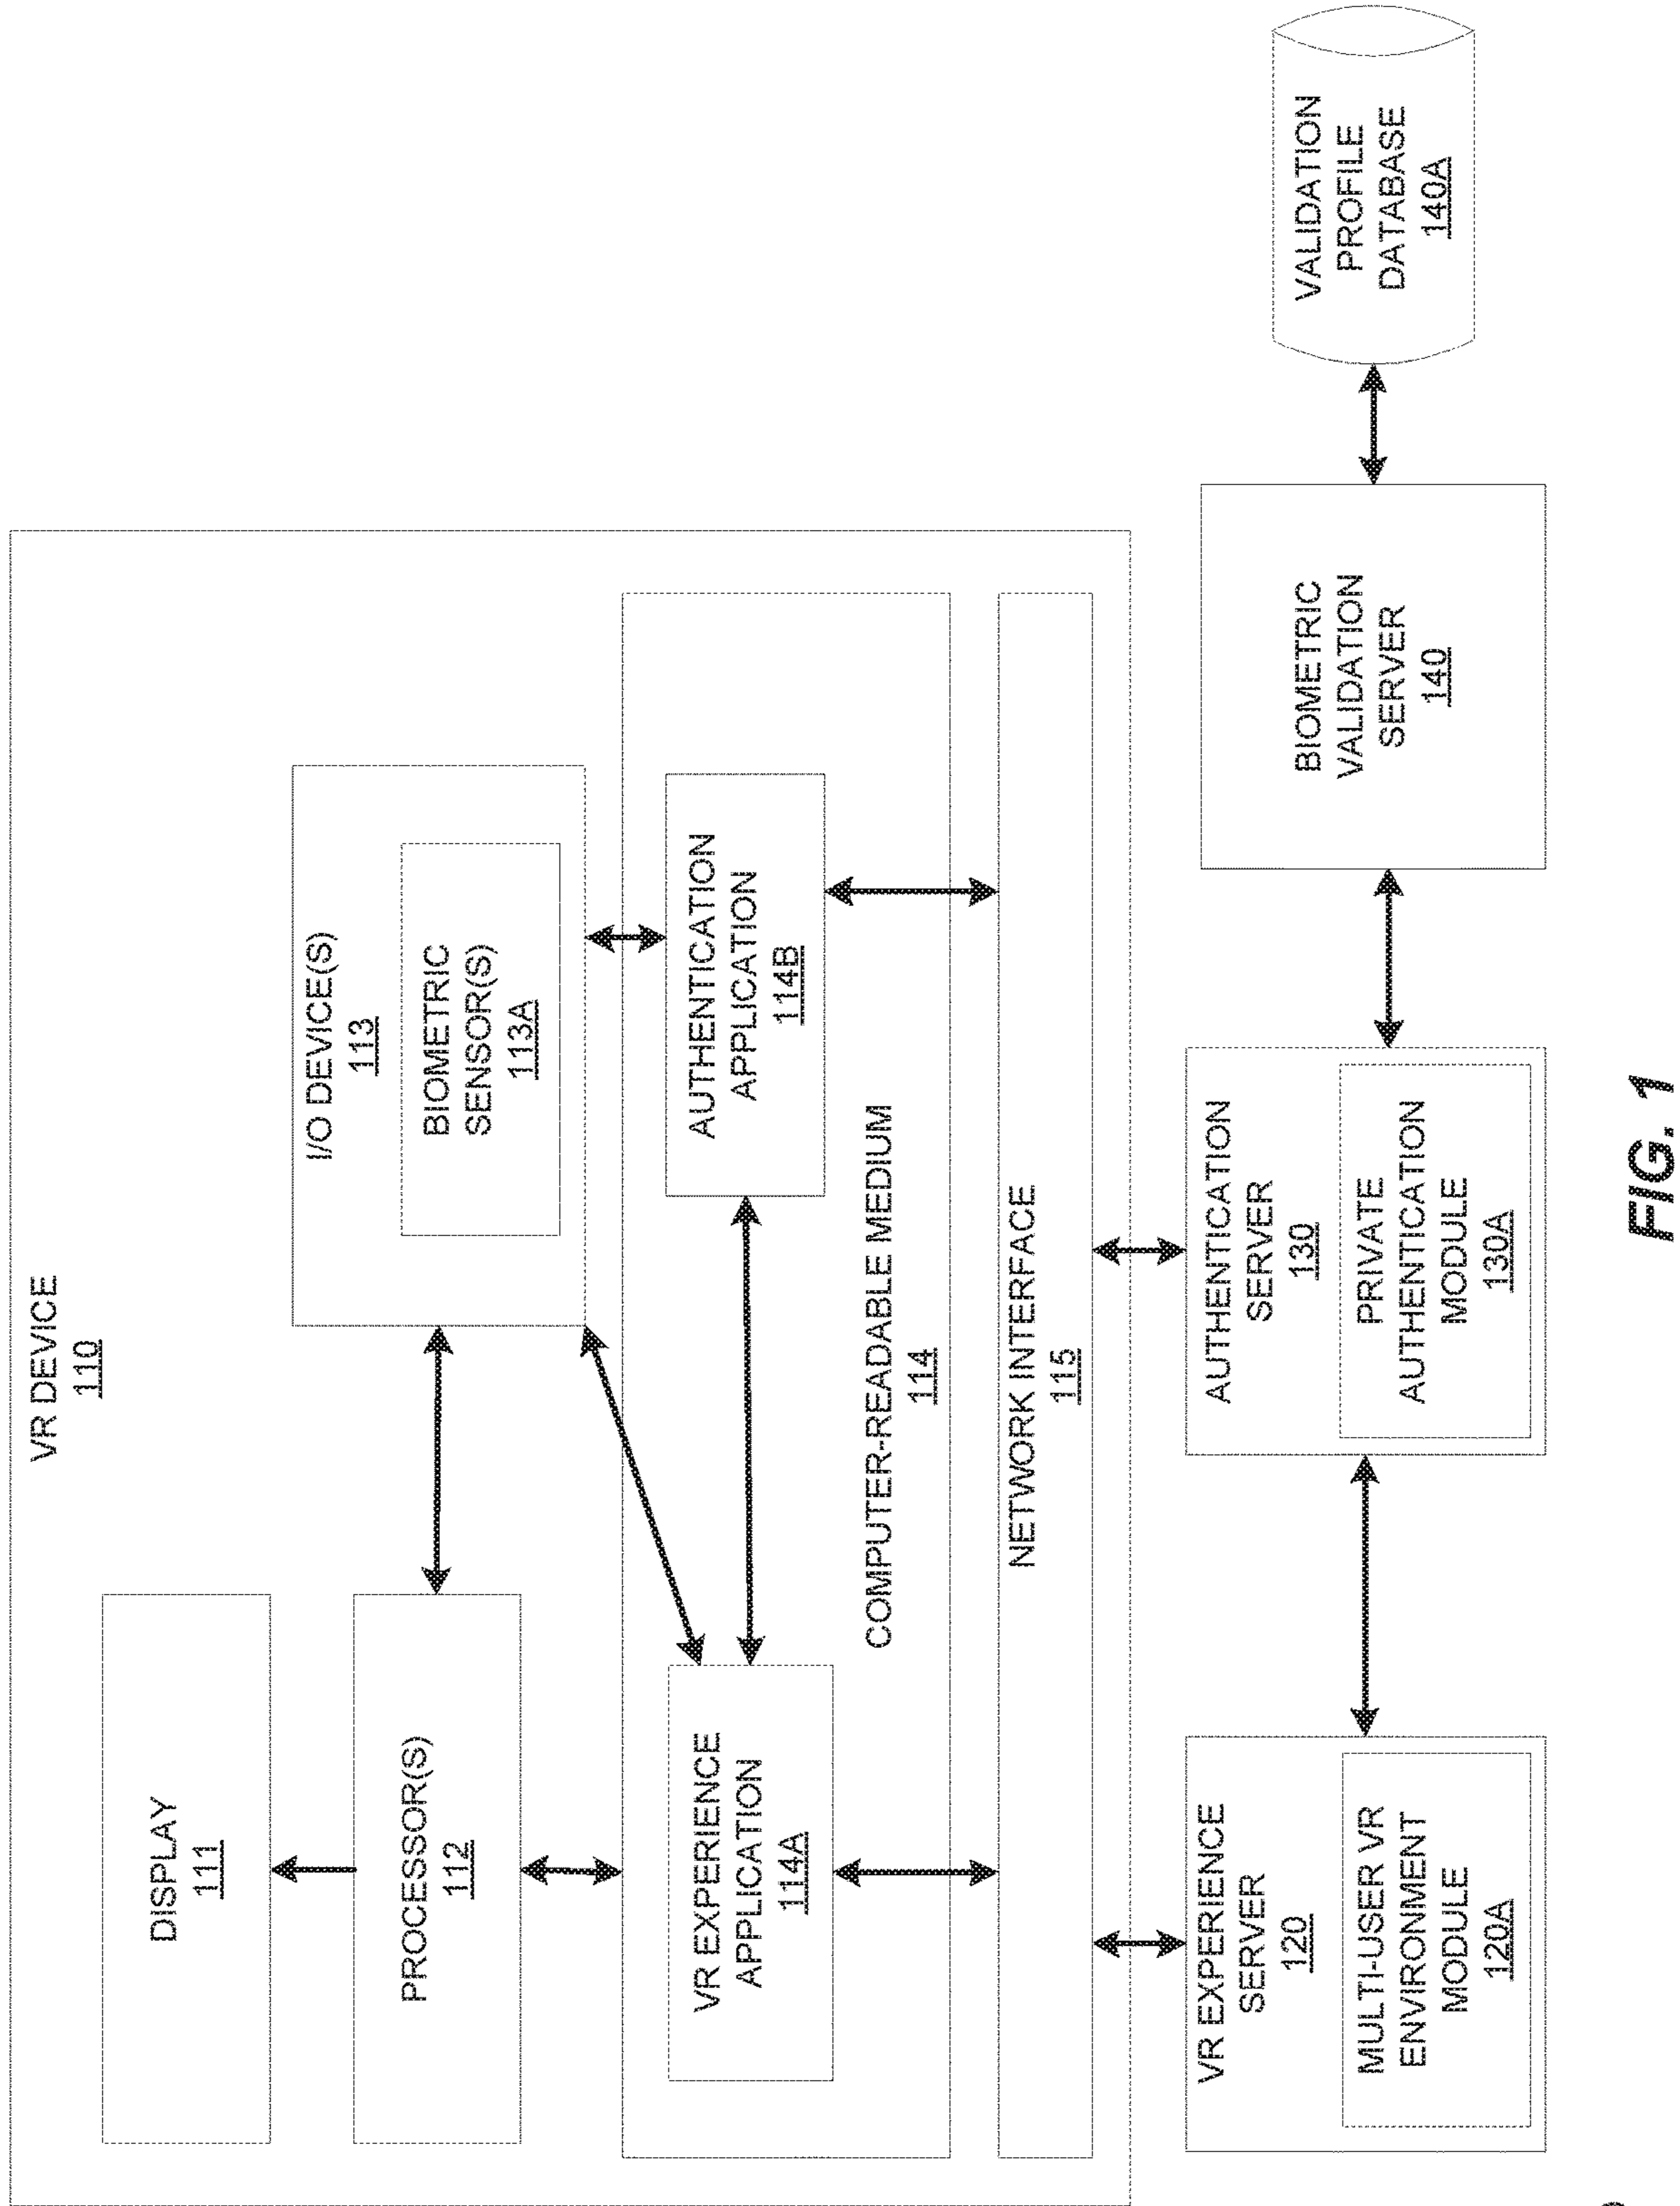 VR DEVICE
110
DISPLAY
111
PROCESSOR(S)
112
I/O DEVICE(S)
113
BIOMETRIC
SENSOR(S)
113A
VR EXPERIENCE
APPLICATION
114A
AUTHENTICATION
APPLICATION
114B
COMPUTER-READABLE MEDIUM
114
NETWORK INTERFACE
115
VR EXPERIENCE
SERVER
120
MULTI-USER VR
ENVIRONMENT
MODULE
120A
AUTHENTICATION
SERVER
130
PRIVATE
AUTHENTICATION
MODULE
130A
BIOMETRIC
VALIDATION
SERVER
140
VALIDATION
PROFILE
DATABASE
140A
FIG. 1